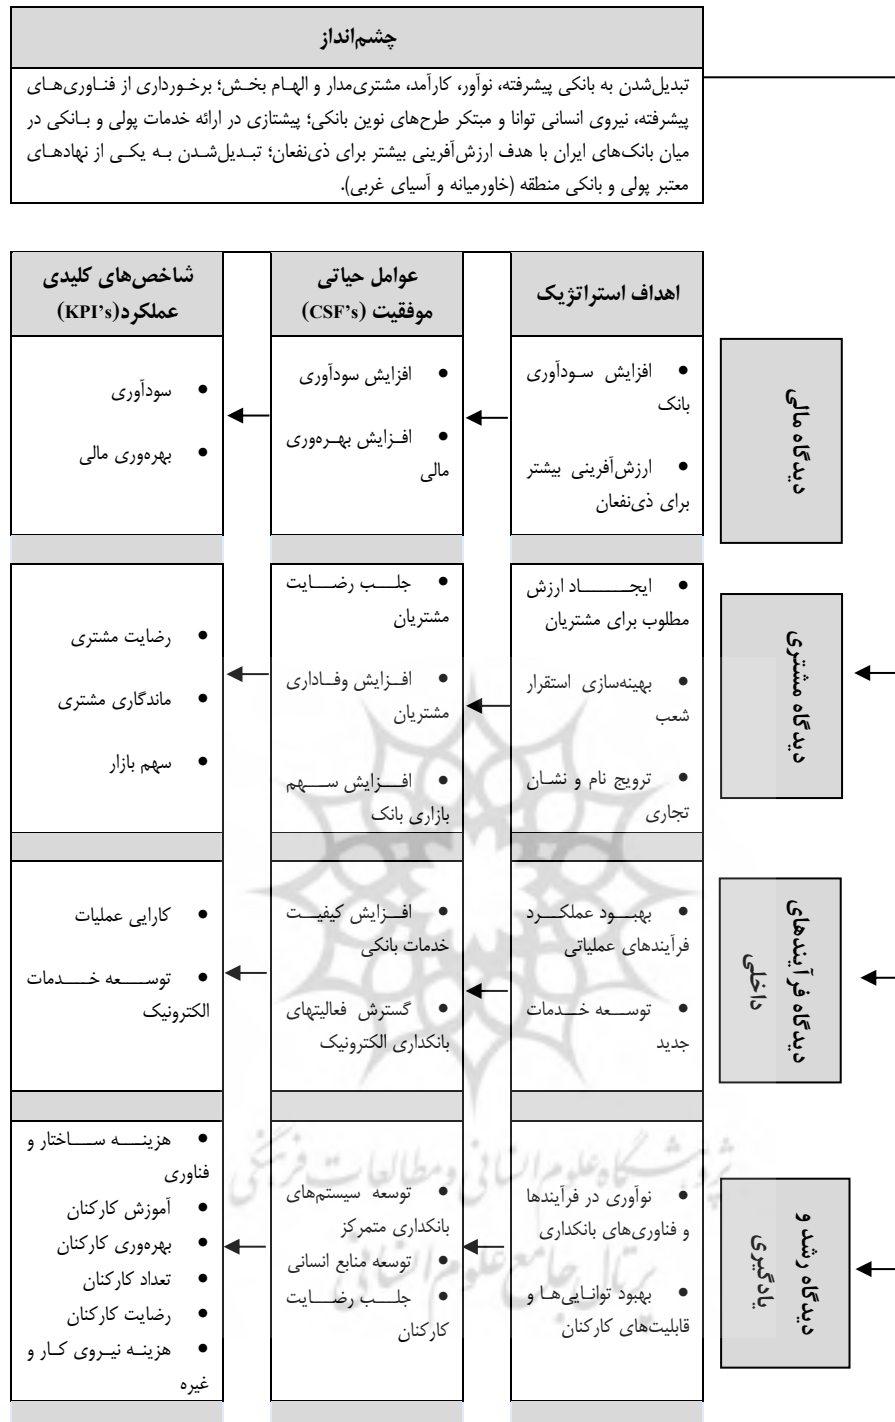 چشم‌انداز
تبدیل‌شدن به بانکی پیشرفته، نوآور، کارآمد، مشتری‌مدار و الهام بخش؛ برخورداری از فناوری‌های
پیشرفته، نیروی انسانی توانا و مبتکر طرح‌های نوین بانکی؛ پیشتازی در ارائه خدمات پولی و بانکی در
میان بانک‌های ایران با هدف ارزش‌آفرینی بیشتر برای ذی‌نفعان؛ تبدیل‌شدن به یکی از نهادهای
معتبر پولی و بانکی منطقه (خاورمیانه و آسیای غربی).
اهداف استراتژیک
عوامل حیاتی
موفقیت (CSF's)
شاخص‌های کلیدی
عملکرد(KPI's)
دیدگاه مالی
• افزایش سودآوری
بانک
• ارزش‌آفرینی بیشتر
برای ذی‌نفعان
• افزایش سودآوری
• افزایش بهره‌وری
مالی
• سودآوری
• بهره‌وری مالی
دیدگاه مشتری
• ایجاد ارزش
مطلوب برای مشتریان
• بهینه‌سازی استقرار
شعب
• ترویج نام و نشان
تجاری
• جلب رضایت
مشتریان
• افزایش وفاداری
مشتریان
• افزایش سهم
بازاری بانک
• رضایت مشتری
• ماندگاری مشتری
• سهم بازار
دیدگاه فرآیندهای
داخلی
• بهبود عملکرد
فرآیندهای عملیاتی
• توسعه خدمات
جدید
• افزایش کیفیت
خدمات بانکی
• گسترش فعالیتهای
بانکداری الکترونیک
• کارایی عملیات
• توسعه خدمات
الکترونیک
دیدگاه رشد و
یادگیری
• نوآوری در فرآیندها
و فناوری‌های بانکداری
• بهبود توانایی‌ها و
قابلیت‌های کارکنان
• توسعه سیستم‌های
بانکداری متمرکز
• توسعه منابع انسانی
• جلب رضایت
کارکنان
• هزینه ساختار و
فناوری
• آموزش کارکنان
• بهره‌وری کارکنان
• تعداد کارکنان
• رضایت کارکنان
• هزینه نیروی کار و
غیره
پژوهشگاه علوم انسانی و مطالعات فرهنگی
پرتال جامع علوم انسانی